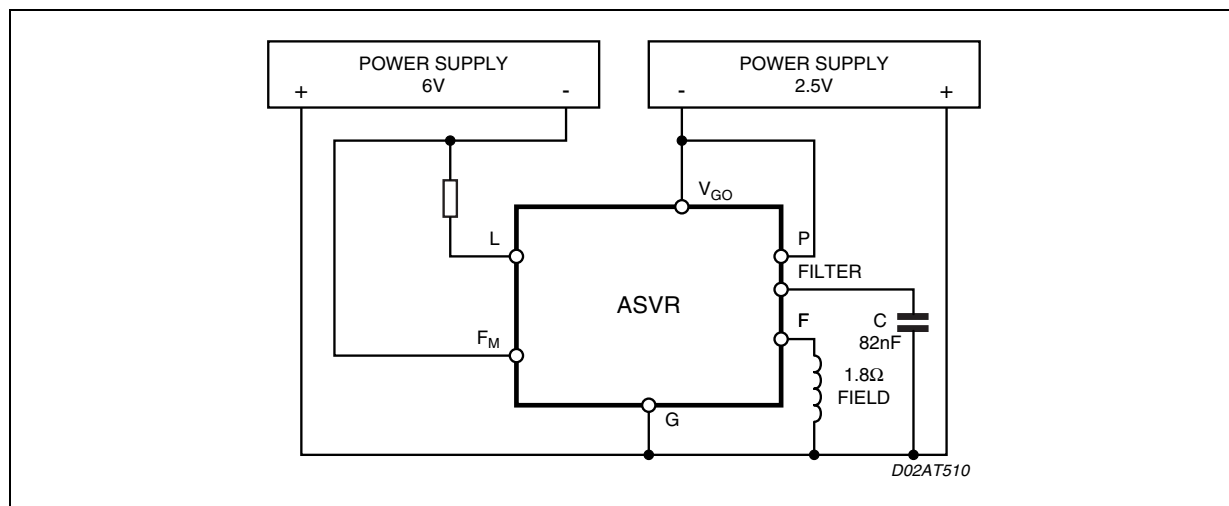 POWER SUPPLY
6V
+ -
POWER SUPPLY
2.5V
- +
V_GO
L
P
FILTER
ASVR
F
C
82nF
F_M
1.8Ω
FIELD
G
D02AT510